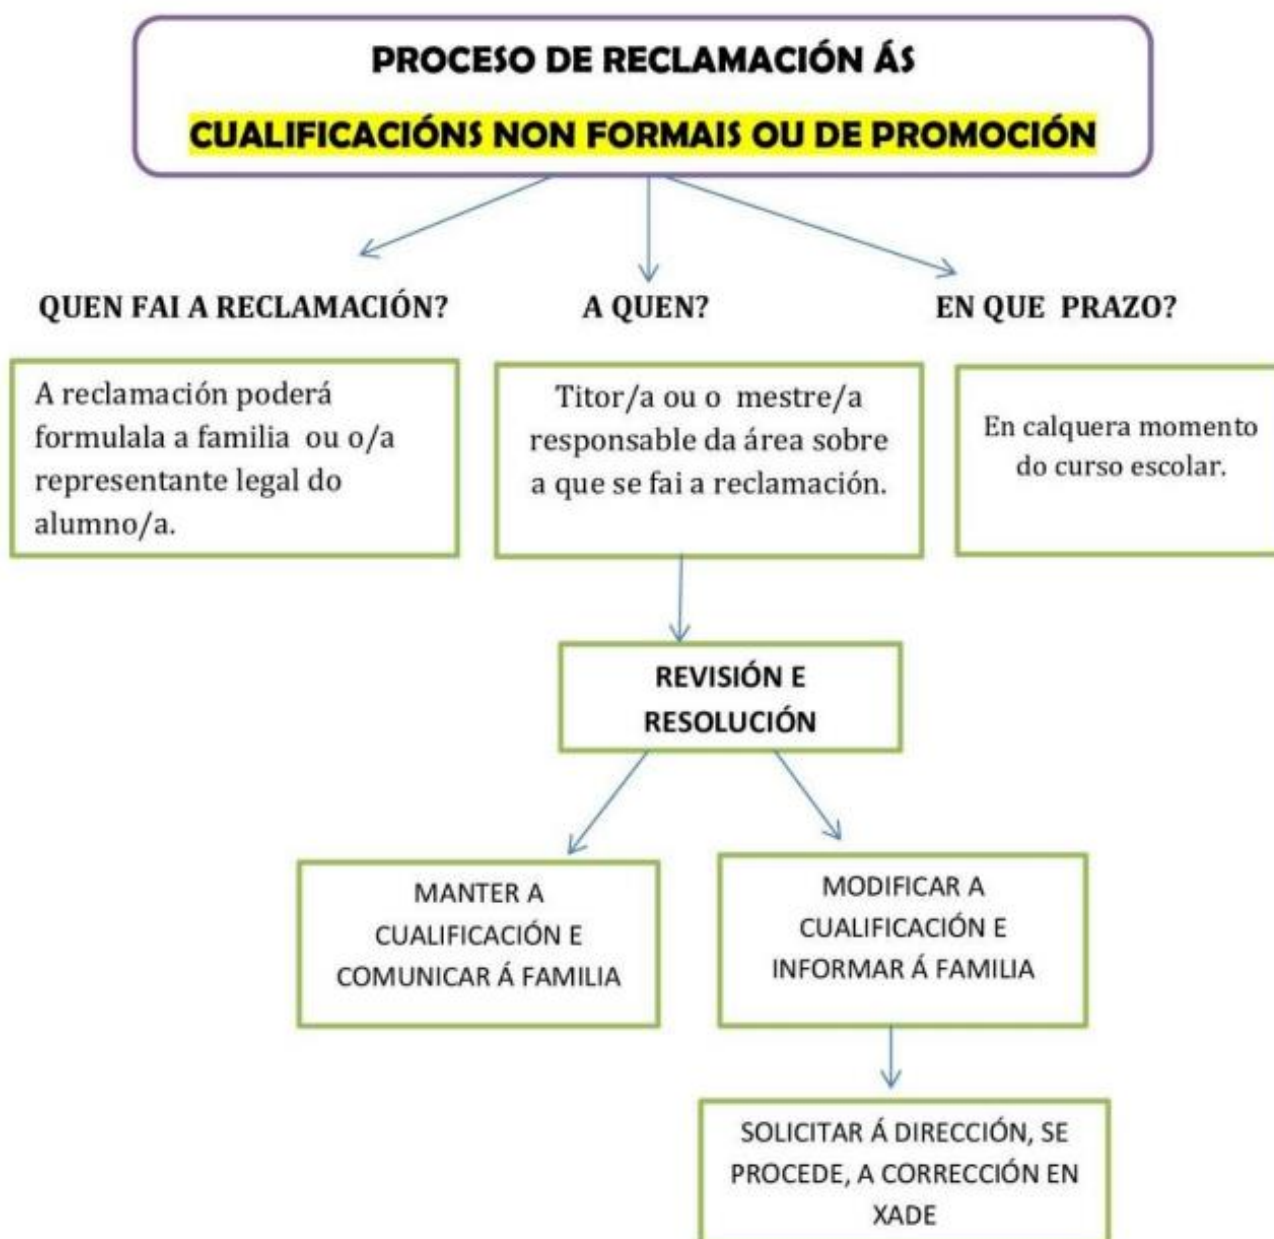 PROCESO DE RECLAMACIÓN ÁS
CUALIFICACIÓNS NON FORMAIS OU DE PROMOCIÓN
QUEN FAI A RECLAMACIÓN?
A reclamación poderá
formulala a familia ou o/a
representante legal do
alumno/a.
A QUEN?
Titor/a ou o mestre/a
responsable da área sobre
a que se fai a reclamación.
EN QUE PRAZO?
En calquera momento
do curso escolar.
REVISIÓN E
RESOLUCIÓN
MANTER A
CUALIFICACIÓN E
COMUNICAR Á FAMILIA
MODIFICAR A
CUALIFICACIÓN E
INFORMAR Á FAMILIA
SOLICITAR Á DIRECCIÓN, SE
PROCEDE, A CORRECCIÓN EN
XADE